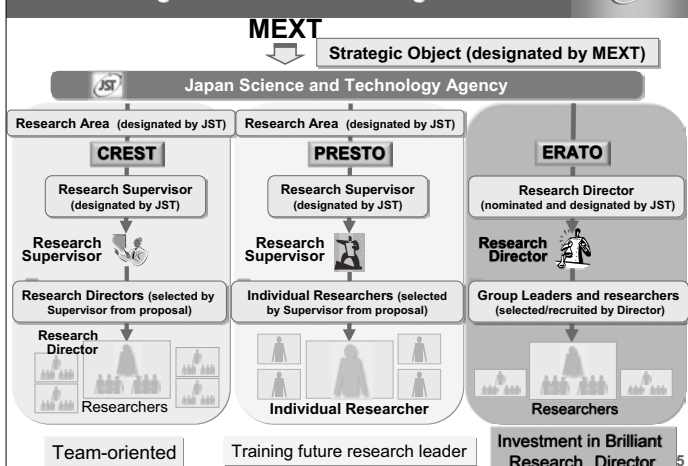 MEXT
Strategic Object (designated by MEXT)
JST
Japan Science and Technology Agency
Research Area (designated by JST)
CREST
Research Supervisor
(designated by JST)
Research
Supervisor
Research Directors (selected by
Supervisor from proposal)
Research
Director
Researchers
Team-oriented
Research Area (designated by JST)
PRESTO
Research Supervisor
(designated by JST)
Research
Supervisor
Individual Researchers (selected
by Supervisor from proposal)
Individual Researcher
Training future research leader
ERATO
Research Director
(nominated and designated by JST)
Research
Director
Group Leaders and researchers
(selected/recruited by Director)
Researchers
Investment in Brilliant
Research Director
5